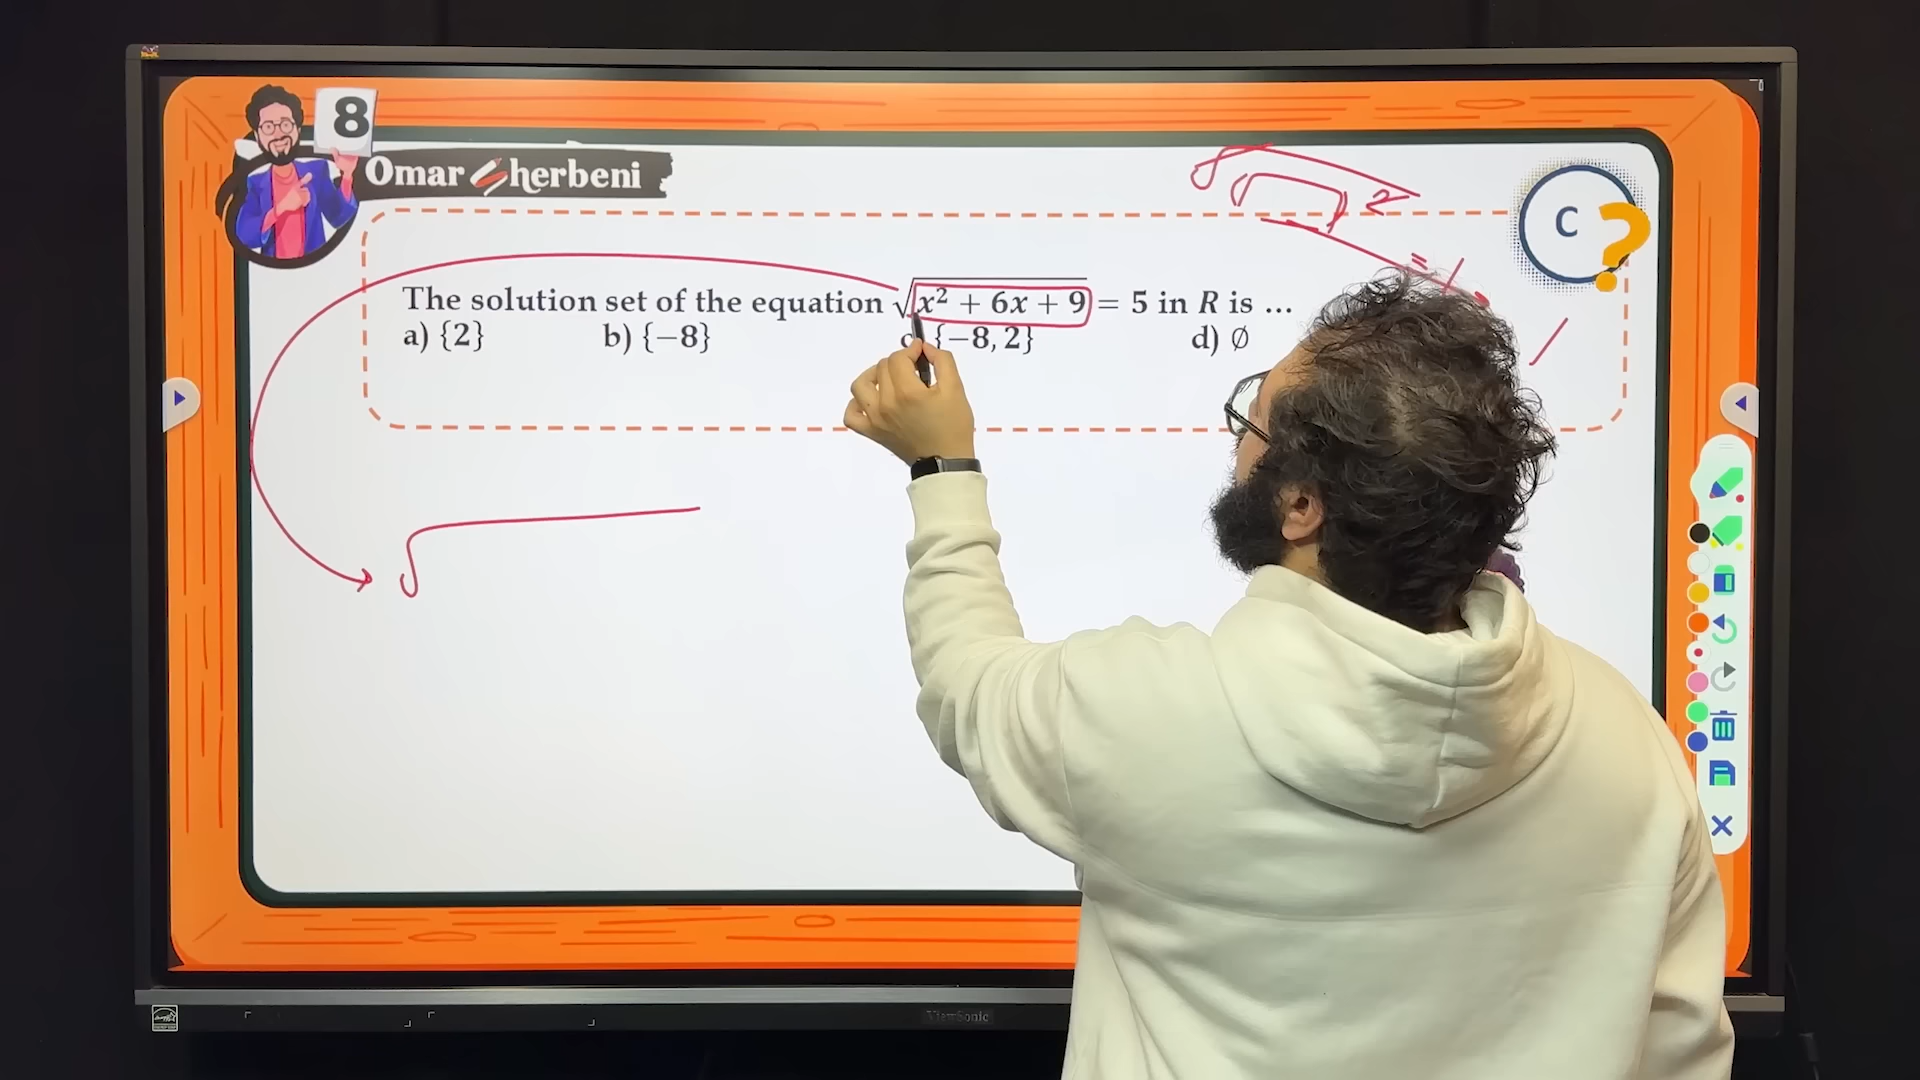 8
Omar Sherbeni
C ?
2
=
The solution set of the equation √x² + 6x + 9 = 5 in R is ...
a) {2} b) {−8} c) {−8, 2} d) ∅
ViewSonic